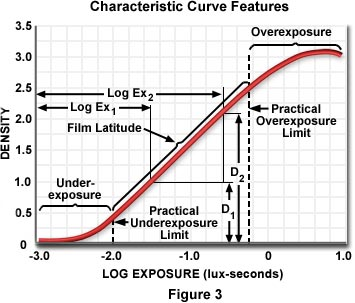 Characteristic Curve Features
Overexposure
3.5
3.0
2.5
2.0
1.5
1.0
0.5
0
DENSITY
Log Ex2
Log Ex1
Film Latitude
Practical
Overexposure
Limit
Under-
exposure
D2
D1
Practical
Underexposure
Limit
-3.0 -2.0 -1.0 0 1.0
LOG EXPOSURE (lux-seconds)
Figure 3